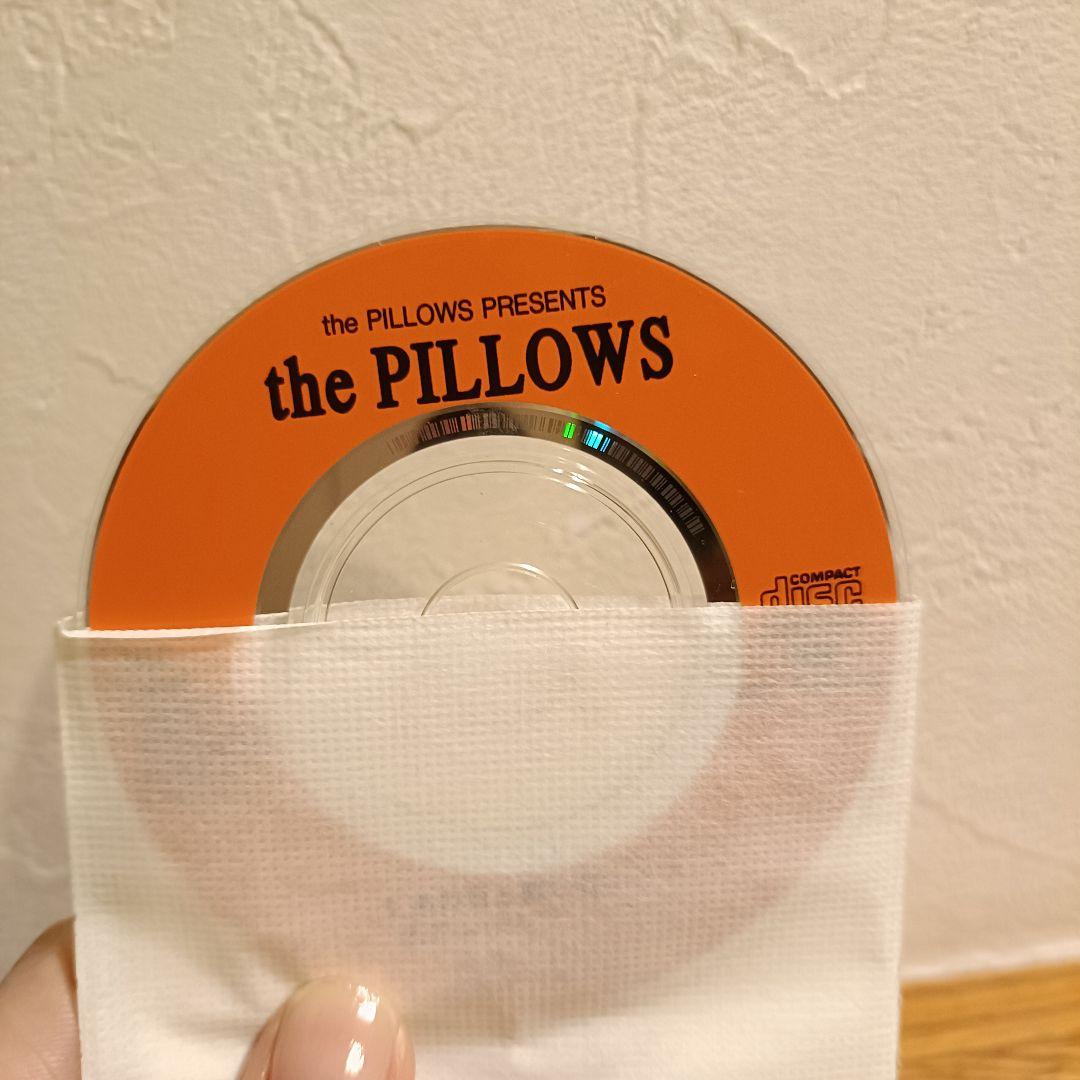 the PILLOWS PRESENTS
the PILLOWS
COMPACT
disc